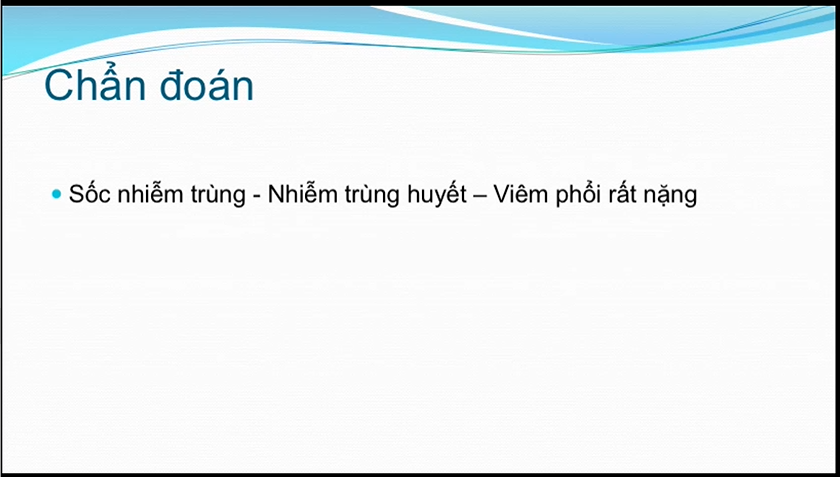 Chẩn đoán
Sốc nhiễm trùng - Nhiễm trùng huyết – Viêm phổi rất nặng